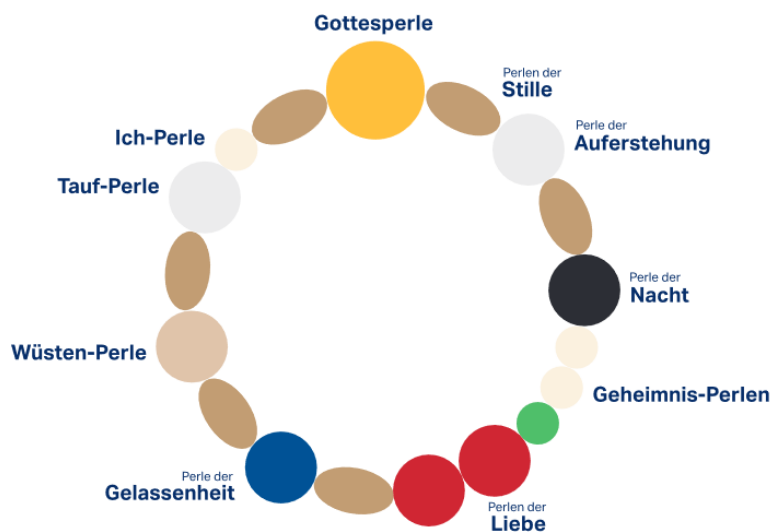 Gottesperle
Perlen der
Stille
Perle der
Auferstehung
Ich-Perle
Tauf-Perle
Perle der
Nacht
Wüsten-Perle
Geheimnis-Perlen
Perle der
Gelassenheit
Perlen der
Liebe